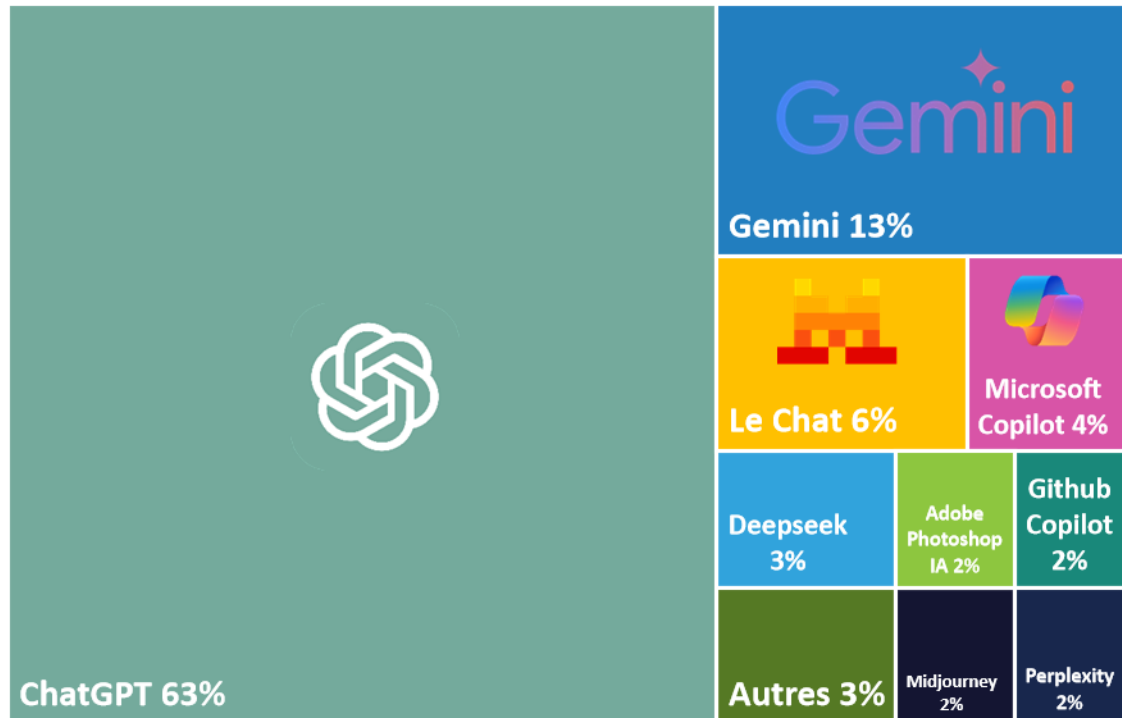 Gemini
Gemini 13%
Le Chat 6%
Microsoft
Copilot 4%
Deepseek
3%
Adobe
Photoshop
IA 2%
Github
Copilot
2%
ChatGPT 63%
Autres 3%
Midjourney
2%
Perplexity
2%